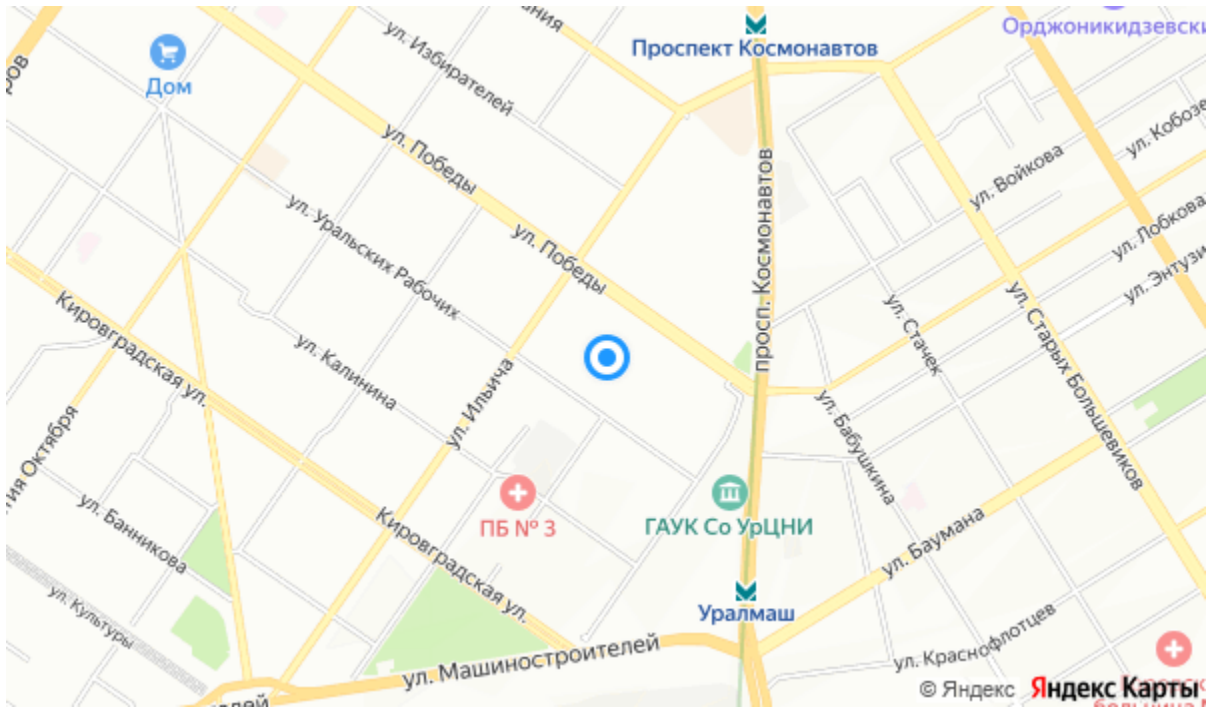 Проспект Космонавтов
Дом
ул. Избирателей
ул. Победы
ул. Кобозе
ул. Войкова
просп. Космонавтов
ул. Уральских Рабочих
ул. Победы
ул. Лобкова
ул. Энтузи
Кировградская ул.
ул. Калинина
ул. Стачек
ул. Старых Большевиков
ул. Ильича
ия Октября
ул. Бабушкина
ПБ № 3
ГАУК Со УрЦНИ
ул. Банникова
Кировградская ул.
ул. Баумана
ул. Культуры
Уралмаш
ул. Машиностроителей
ул. Краснофлотцев
© Яндекс Яндекс Карты